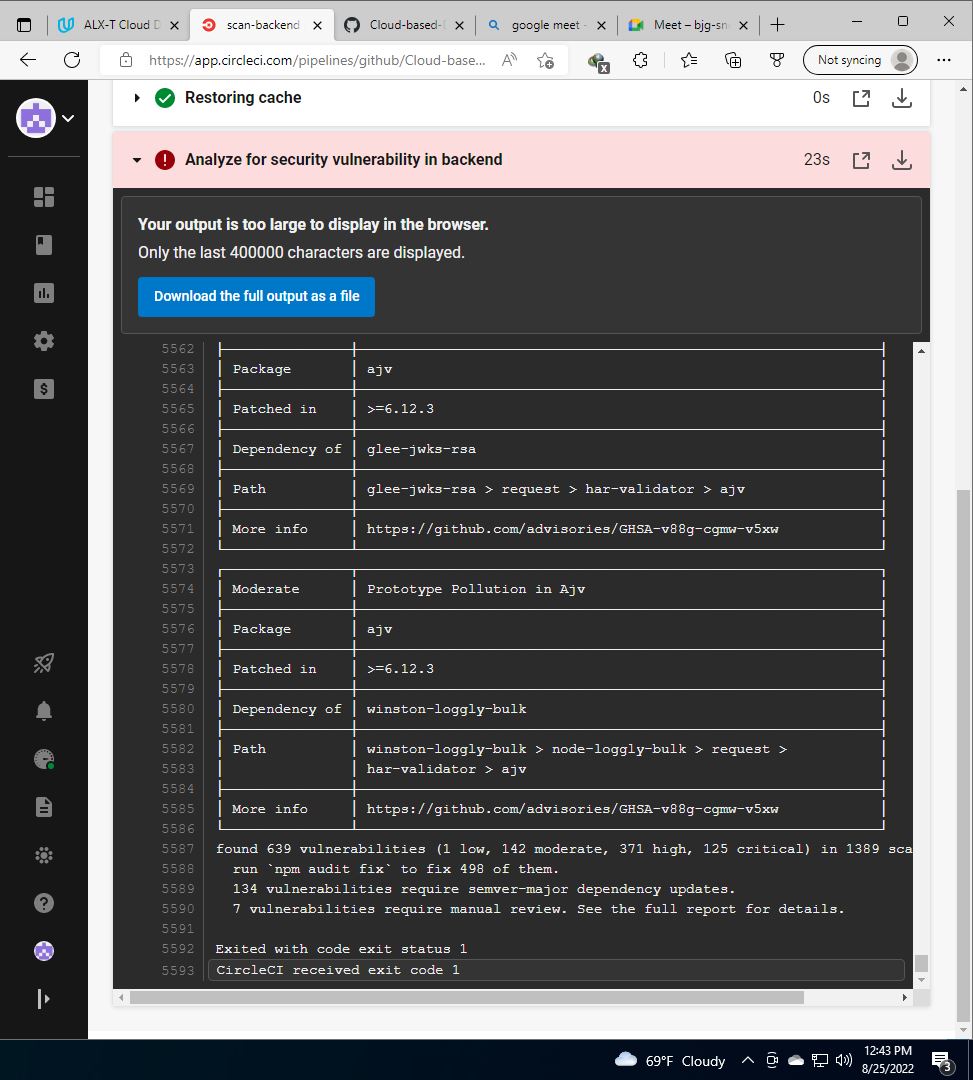 ALX-T Cloud D
scan-backend
Cloud-based-
google meet -
Meet – bjg-sn
https://app.circleci.com/pipelines/github/Cloud-base...
Not syncing
Restoring cache
0s
Analyze for security vulnerability in backend
23s
Your output is too large to display in the browser.
Only the last 400000 characters are displayed.
Download the full output as a file
5562
5563 Package ajv
5564
5565 Patched in >=6.12.3
5566
5567 Dependency of glee-jwks-rsa
5568
5569 Path glee-jwks-rsa > request > har-validator > ajv
5570
5571 More info https://github.com/advisories/GHSA-v88g-cgmw-v5xw
5572
5573
5574 Moderate Prototype Pollution in Ajv
5575
5576 Package ajv
5577
5578 Patched in >=6.12.3
5579
5580 Dependency of winston-loggly-bulk
5581
5582 Path winston-loggly-bulk > node-loggly-bulk > request >
5583 har-validator > ajv
5584
5585 More info https://github.com/advisories/GHSA-v88g-cgmw-v5xw
5586
5587 found 639 vulnerabilities (1 low, 142 moderate, 371 high, 125 critical) in 1389 sca
5588 run `npm audit fix` to fix 498 of them.
5589 134 vulnerabilities require semver-major dependency updates.
5590 7 vulnerabilities require manual review. See the full report for details.
5591
5592 Exited with code exit status 1
5593 CircleCI received exit code 1
69°F Cloudy
12:43 PM
8/25/2022
3